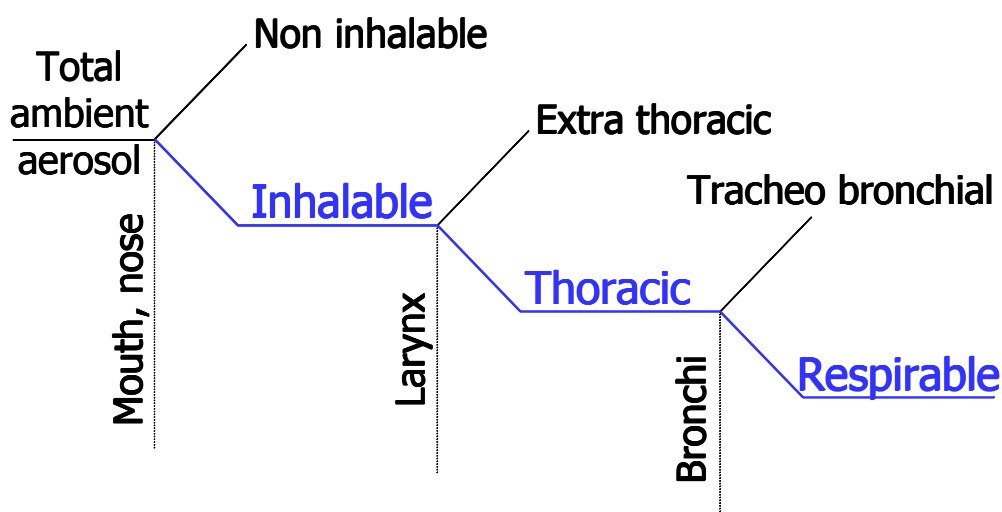 Non inhalable
Total
ambient
aerosol
Extra thoracic
Inhalable
Tracheo bronchial
Mouth, nose
Thoracic
Larynx
Respirable
Bronchi